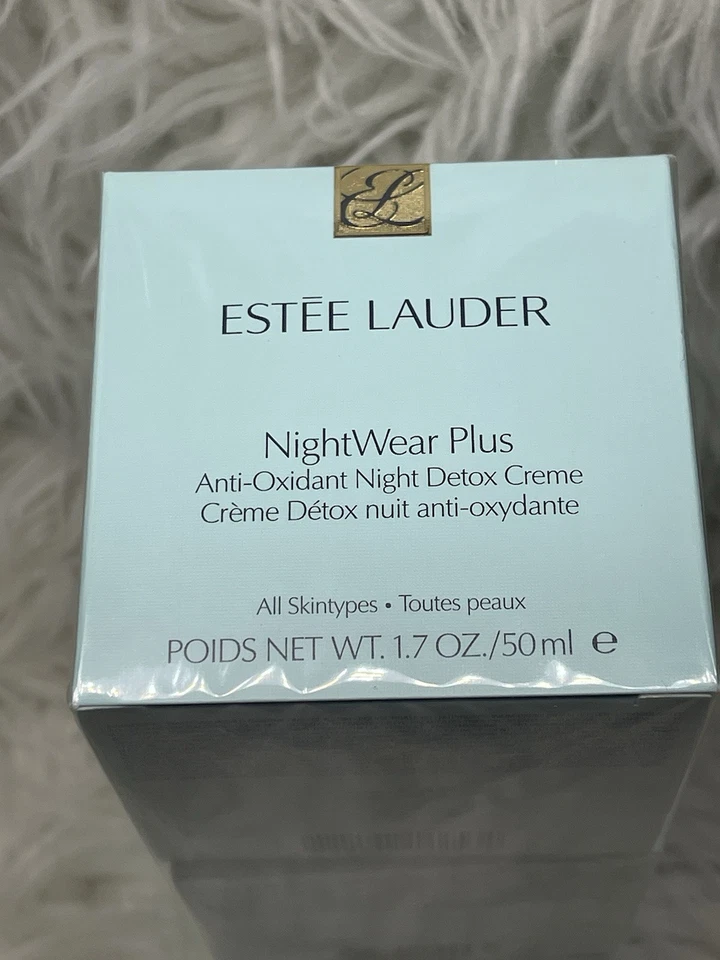 EL
ESTĒE LAUDER
NightWear Plus
Anti-Oxidant Night Detox Creme
Crème Détox nuit anti-oxydante
All Skintypes • Toutes peaux
POIDS NET WT. 1.7 OZ./50 ml ℮